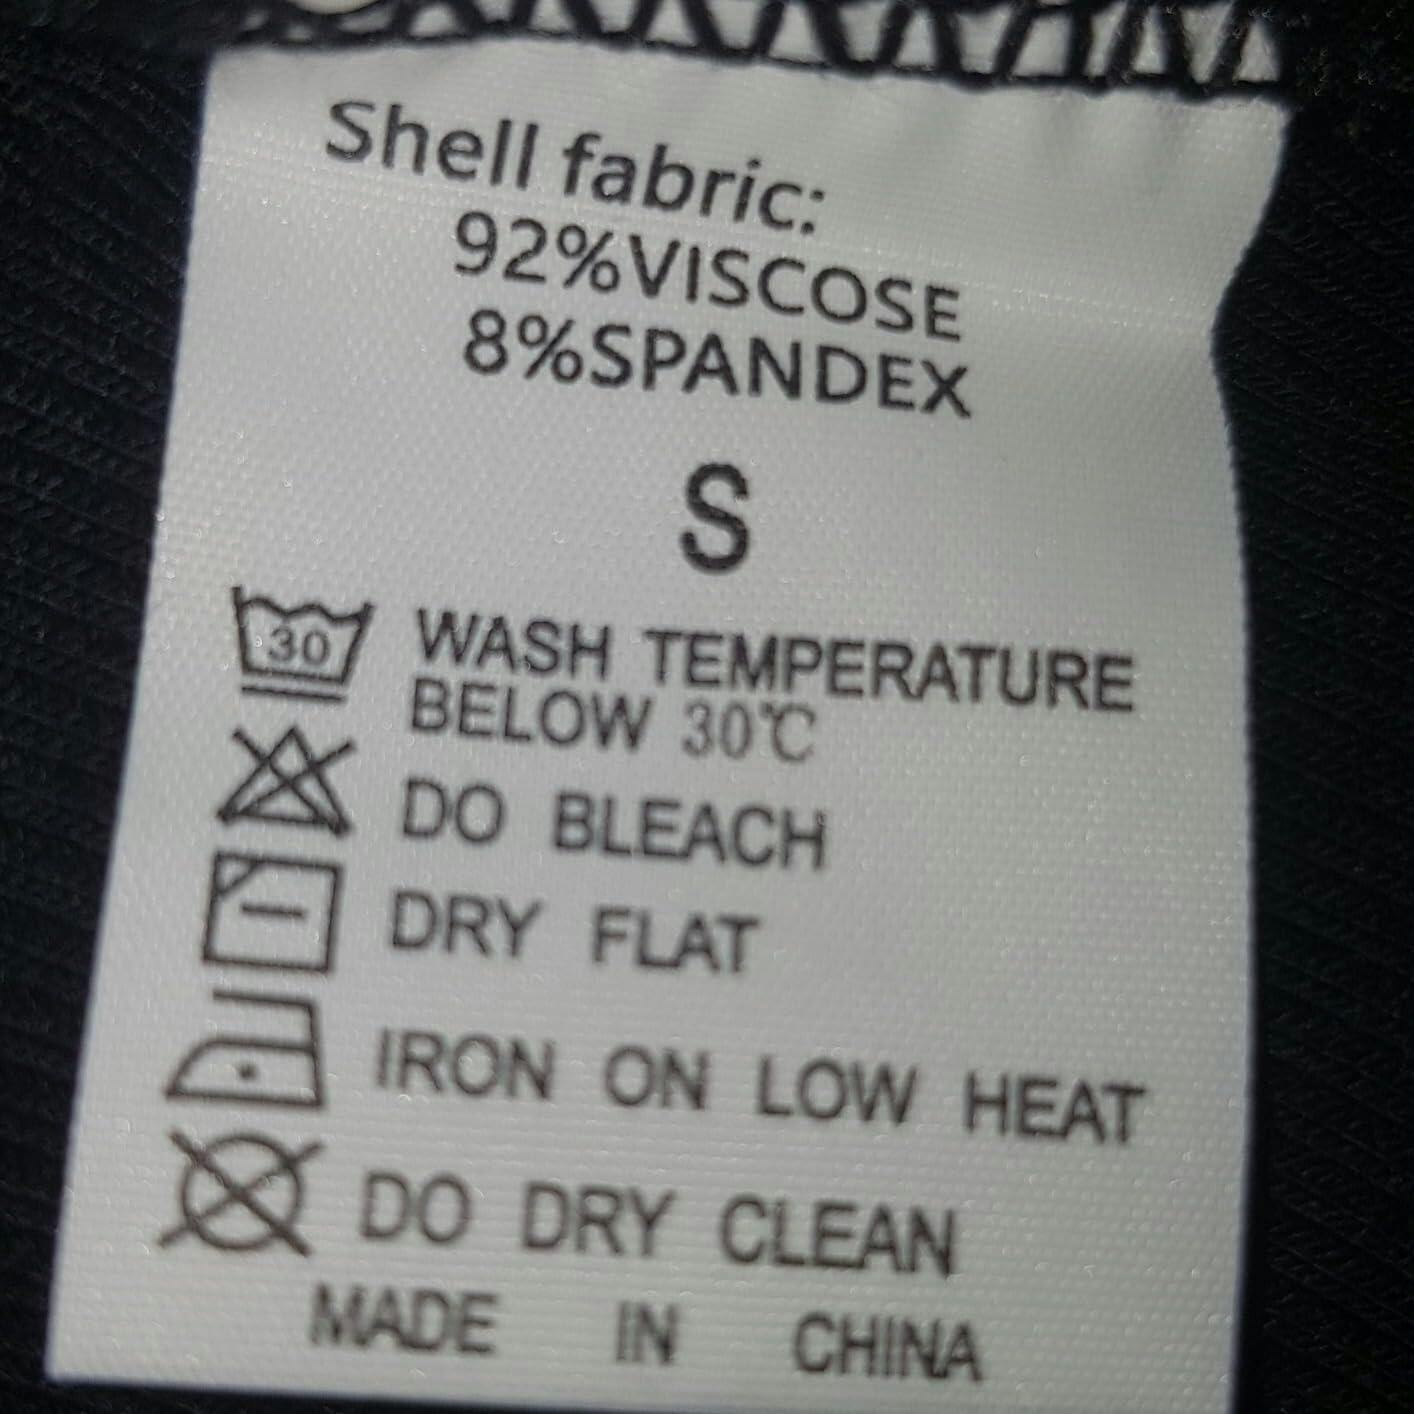 Shell fabric:
92%VISCOSE
8%SPANDEX
S
30 WASH TEMPERATURE
BELOW 30℃
DO BLEACH
DRY FLAT
IRON ON LOW HEAT
DO DRY CLEAN
MADE IN CHINA